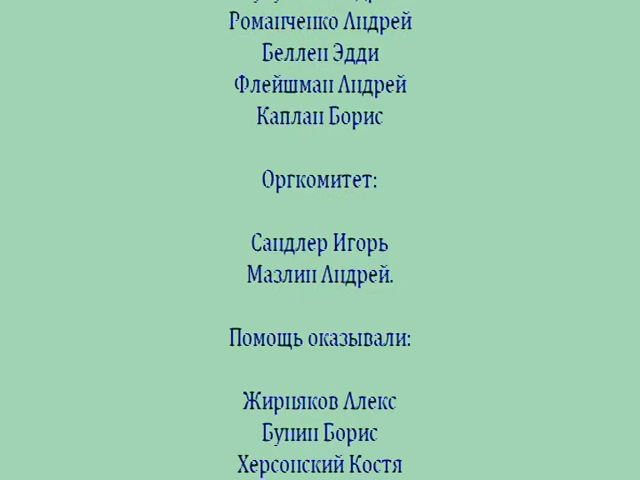 Романченко Андрей
Беллен Эдди
Флейшман Андрей
Каплан Борис
Оргкомитет:
Сандлер Игорь
Мазлин Андрей.
Помощь оказывали:
Жирняков Алекс
Бунин Борис
Херсонский Костя